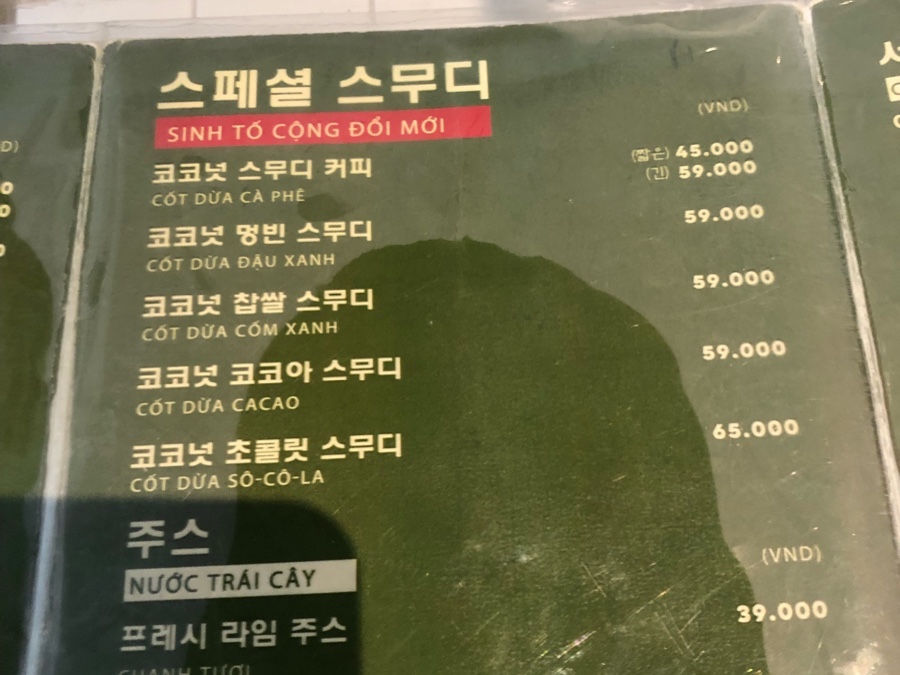 스페셜 스무디
SINH TỐ CỘNG ĐỔI MỚI
(VND)
코코넛 스무디 커피
CỐT DỪA CÀ PHÊ
(짧은) 45.000
(긴) 59.000
코코넛 멍빈 스무디
CỐT DỪA ĐẬU XANH
59.000
코코넛 찹쌀 스무디
CỐT DỪA CỐM XANH
59.000
코코넛 코코아 스무디
CỐT DỪA CACAO
59.000
코코넛 초콜릿 스무디
CỐT DỪA SÔ-CÔ-LA
65.000
주스
NƯỚC TRÁI CÂY
(VND)
프레시 라임 주스
39.000
CHANH TƯƠI